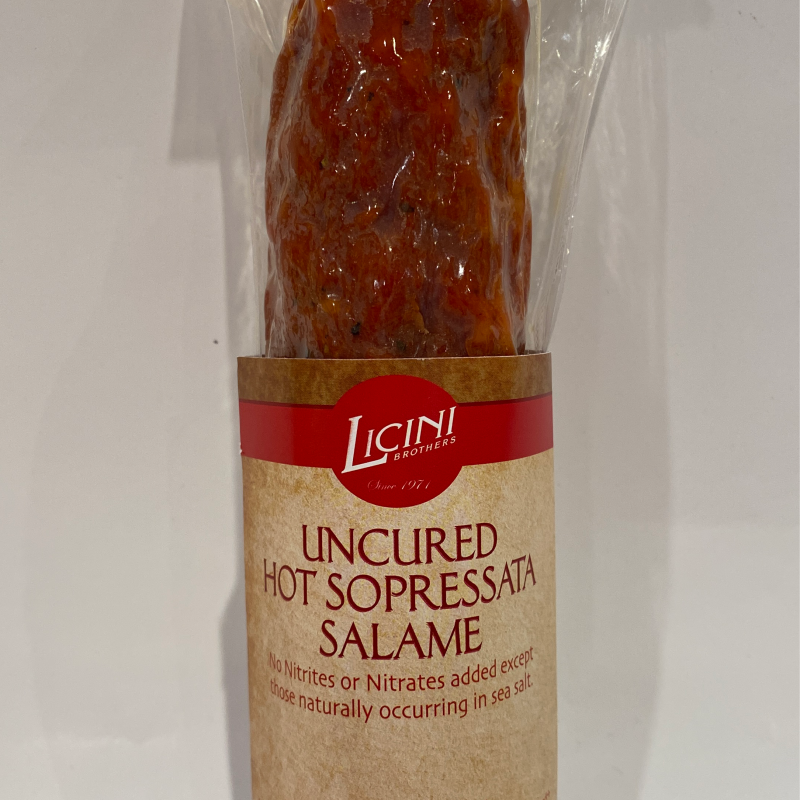 LICINI
BROTHERS
Since 1971
UNCURED
HOT SOPRESSATA
SALAME
No Nitrites or Nitrates added except
those naturally occurring in sea salt.